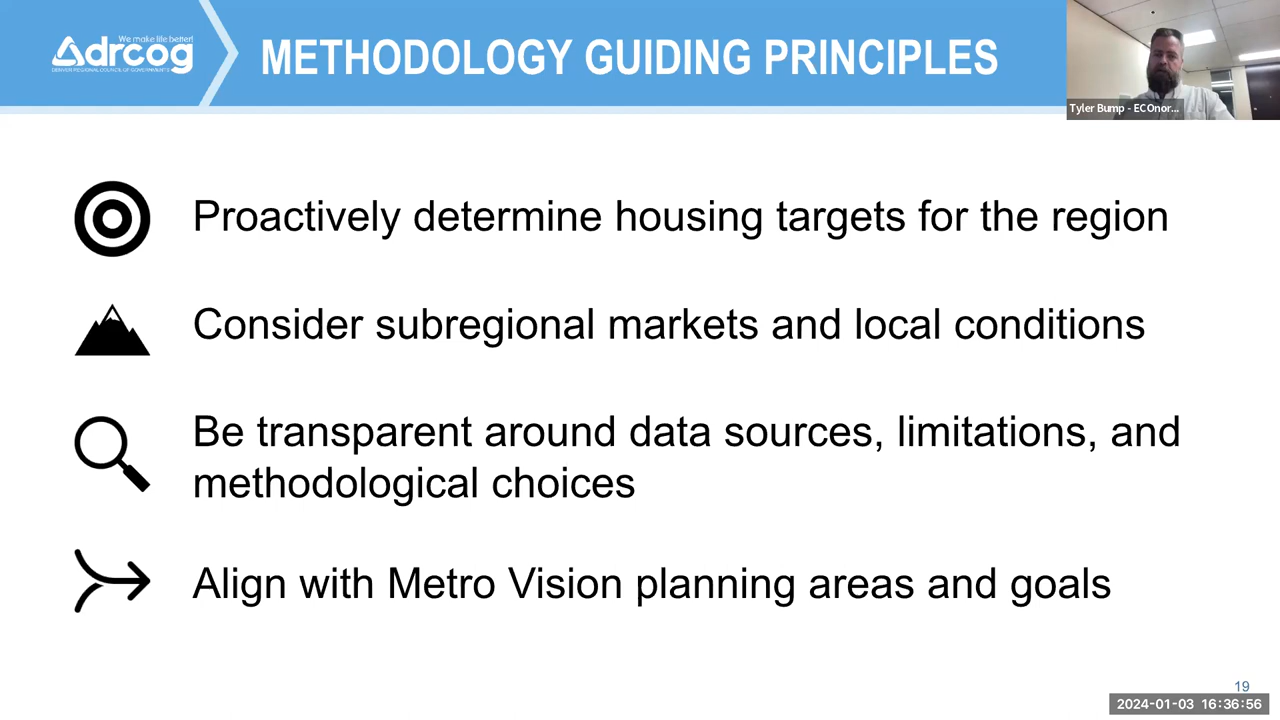 We make life better!
drcog
DENVER REGIONAL COUNCIL OF GOVERNMENTS
METHODOLOGY GUIDING PRINCIPLES
Tyler Bump - ECOnor...
Proactively determine housing targets for the region
Consider subregional markets and local conditions
Be transparent around data sources, limitations, and
methodological choices
Align with Metro Vision planning areas and goals
19
2024-01-03 16:36:56